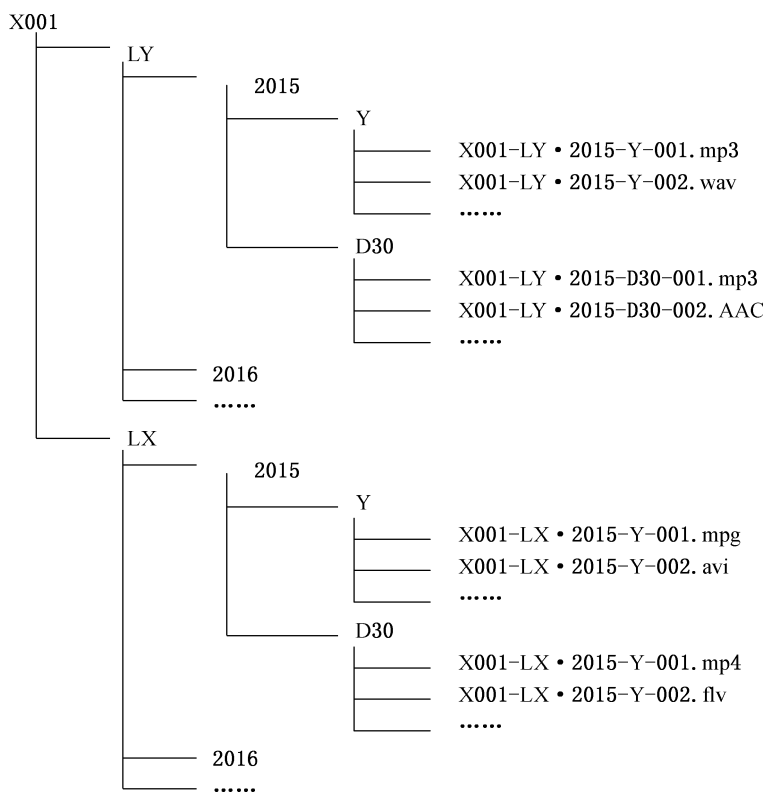 X001
LY
2015
Y
X001-LY·2015-Y-001.mp3
X001-LY·2015-Y-002.wav
……
D30
X001-LY·2015-D30-001.mp3
X001-LY·2015-D30-002.AAC
……
2016
……
LX
2015
Y
X001-LX·2015-Y-001.mpg
X001-LX·2015-Y-002.avi
……
D30
X001-LX·2015-Y-001.mp4
X001-LX·2015-Y-002.flv
……
2016
……